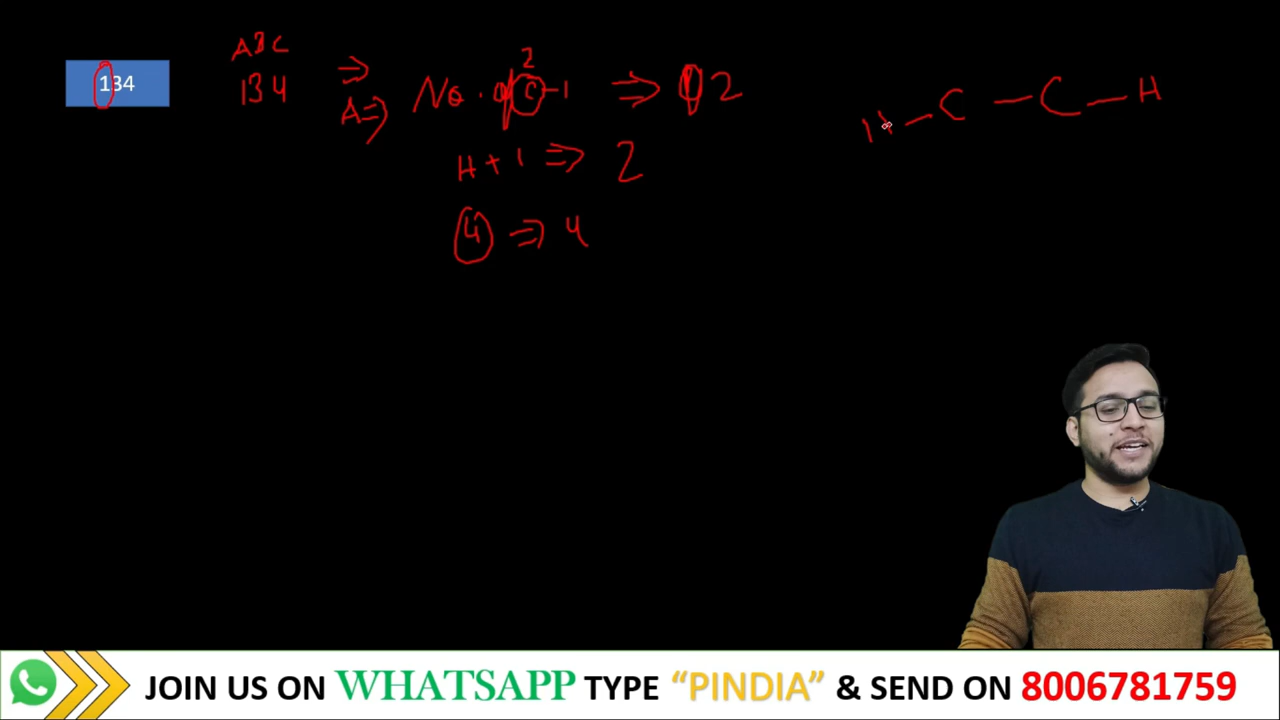 134
ABC
134 ⇒
A ⇒ No. of C - 1 ⇒ 2
2
H + 1 ⇒ 2
4 ⇒ 4
H - C - C - H
JOIN US ON WHATSAPP TYPE “PINDIA” & SEND ON 8006781759